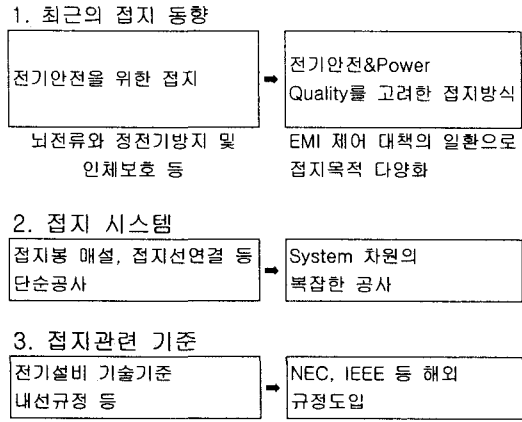 1. 최근의 접지 동향
전기안전을 위한 접지
➡
전기안전&Power
Quality를 고려한 접지방식
뇌전류와 정전기방지 및
인체보호 등
EMI 제어 대책의 일환으로
접지목적 다양화
2. 접지 시스템
접지봉 매설, 접지선연결 등
단순공사
➡
System 차원의
복잡한 공사
3. 접지관련 기준
전기설비 기술기준
내선규정 등
➡
NEC, IEEE 등 해외
규정도입